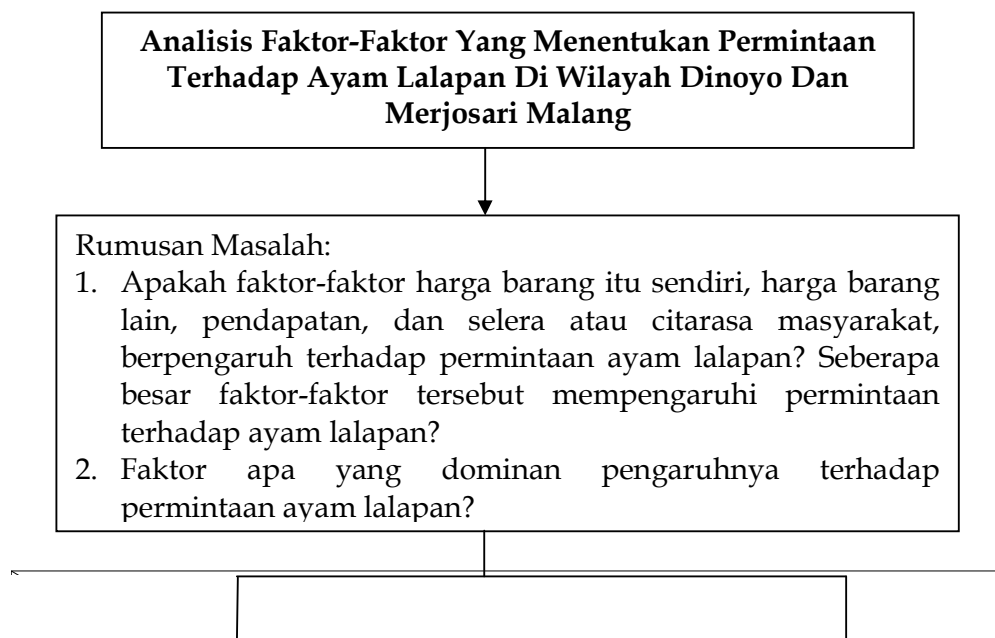 Analisis Faktor-Faktor Yang Menentukan Permintaan
Terhadap Ayam Lalapan Di Wilayah Dinoyo Dan
Merjosari Malang
Rumusan Masalah:
1. Apakah faktor-faktor harga barang itu sendiri, harga barang
lain, pendapatan, dan selera atau citarasa masyarakat,
berpengaruh terhadap permintaan ayam lalapan? Seberapa
besar faktor-faktor tersebut mempengaruhi permintaan
terhadap ayam lalapan?
2. Faktor apa yang dominan pengaruhnya terhadap
permintaan ayam lalapan?